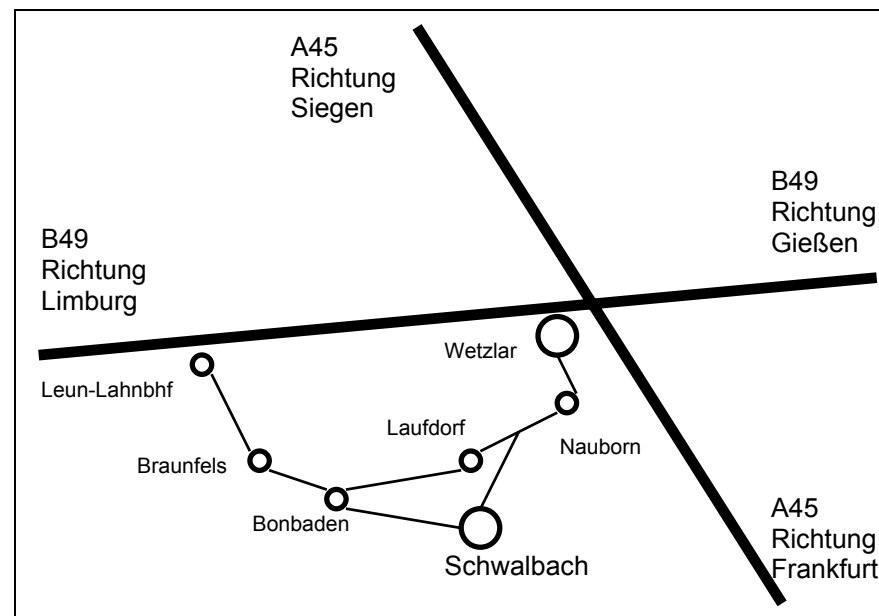 A45
Richtung
Siegen
B49
Richtung
Gießen
B49
Richtung
Limburg
Wetzlar
Leun-Lahnbhf
Laufdorf
Nauborn
Braunfels
Bonbaden
A45
Richtung
Frankfurt
Schwalbach